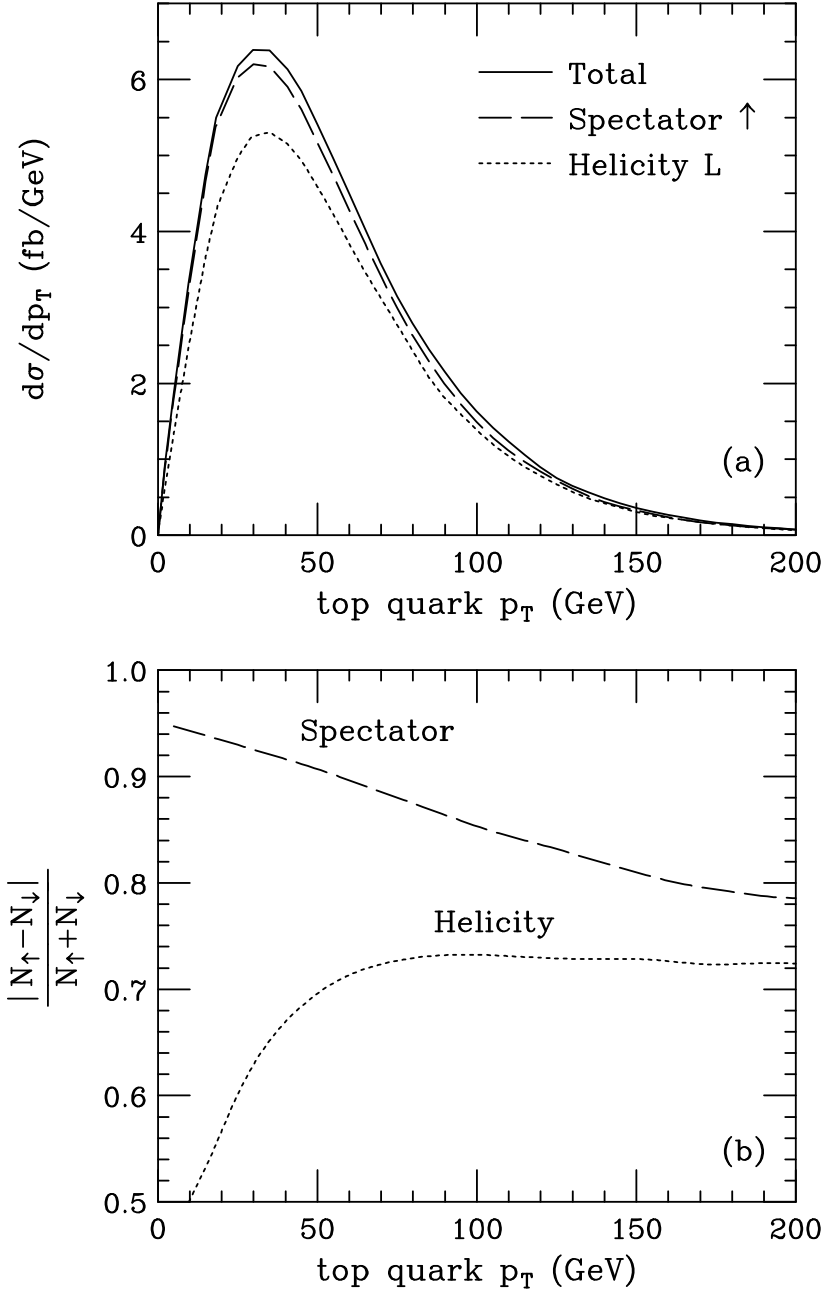 Total
Spectator ↑
Helicity L
6
4
2
0
dσ/dp_T (fb/GeV)
(a)
0 50 100 150 200
top quark p_T (GeV)
1.0
0.9
0.8
0.7
0.6
0.5
|N↑−N↓|
N↑+N↓
Spectator
Helicity
(b)
0 50 100 150 200
top quark p_T (GeV)